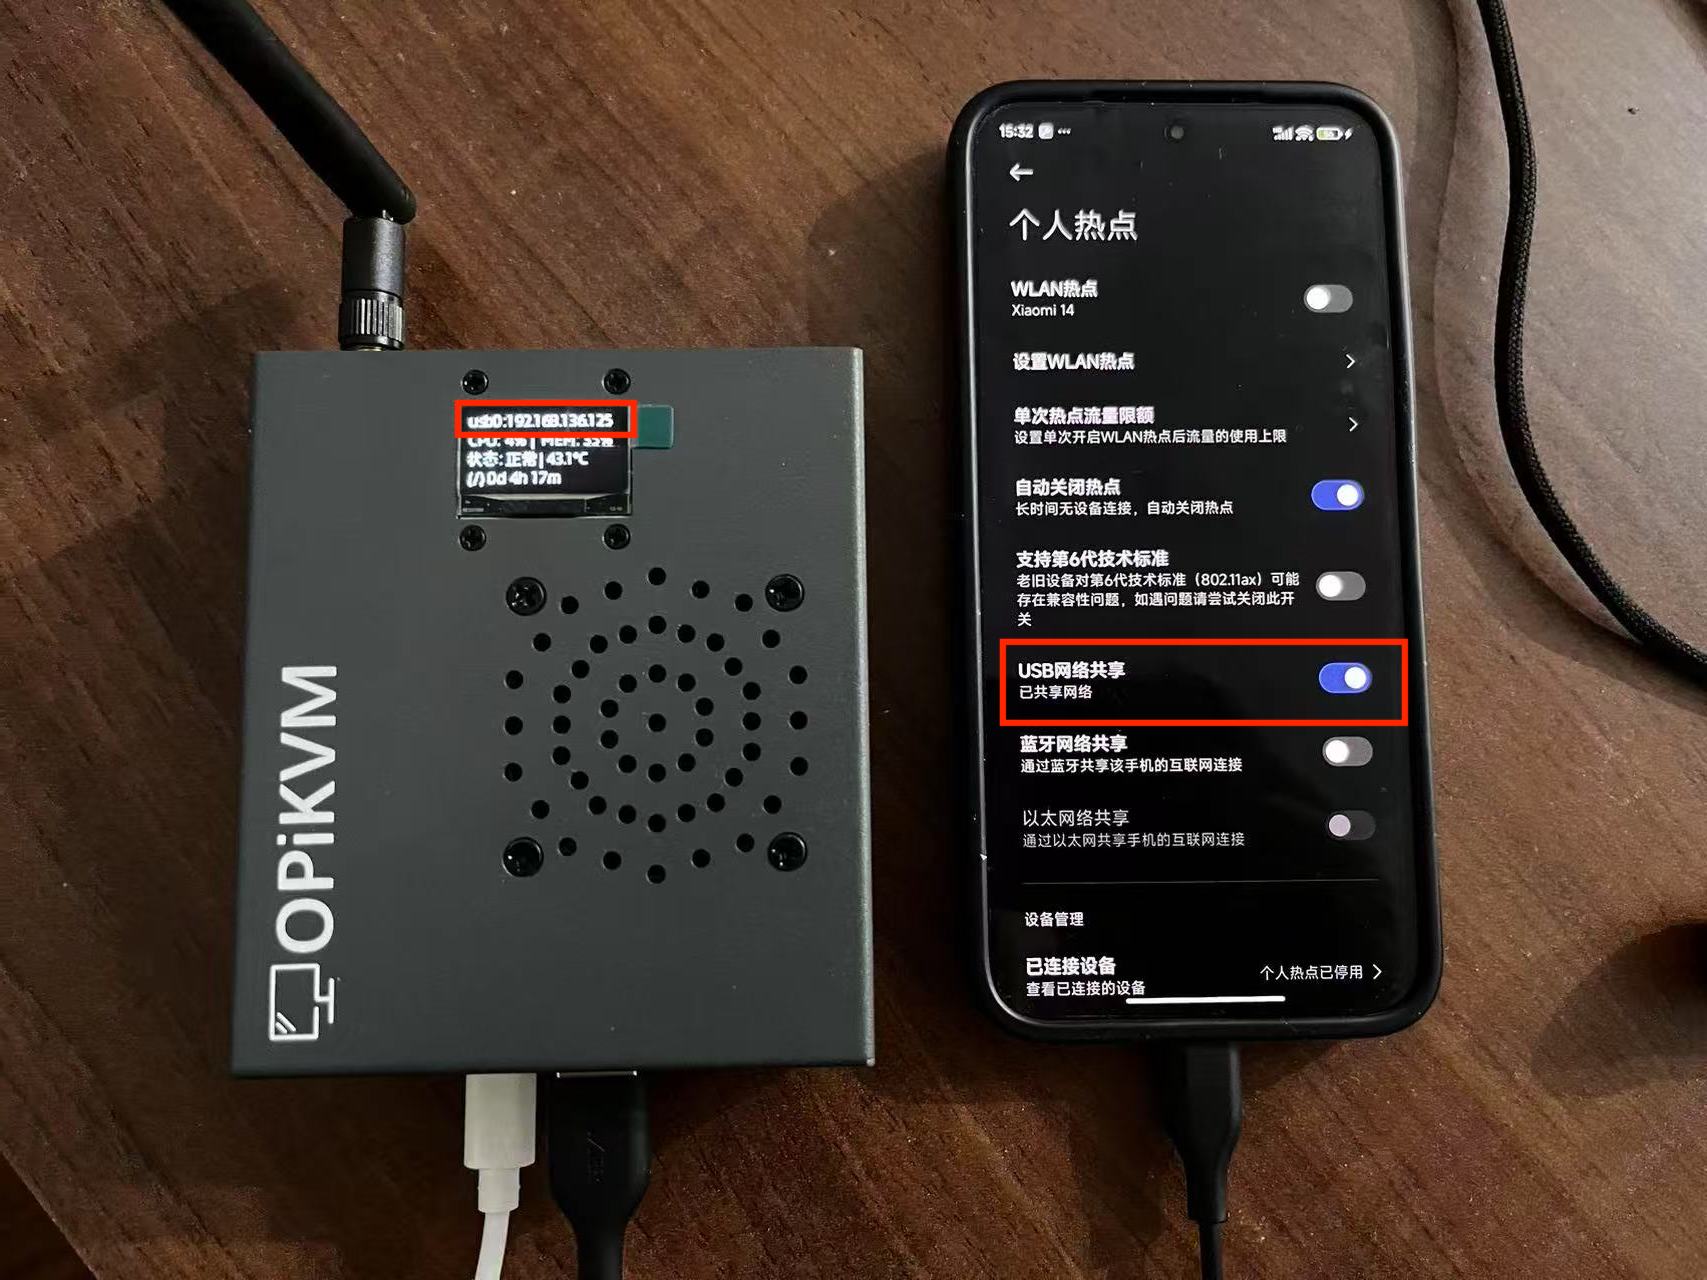 usb0:192.168.136.125
CPU: 4% | MEM: 33%
状态: 正常 | 43.1℃
(/) 0d 4h 17m
OPiKVM
15:32
个人热点
WLAN热点
Xiaomi 14
设置WLAN热点
单次热点流量限额
设置单次开启WLAN热点后流量的使用上限
自动关闭热点
长时间无设备连接，自动关闭热点
支持第6代技术标准
老旧设备对第6代技术标准（802.11ax）可能
存在兼容性问题，如遇问题请尝试关闭此开
关
USB网络共享
已共享网络
蓝牙网络共享
通过蓝牙共享该手机的互联网连接
以太网络共享
通过以太网共享手机的互联网连接
设备管理
已连接设备
个人热点已停用
查看已连接的设备